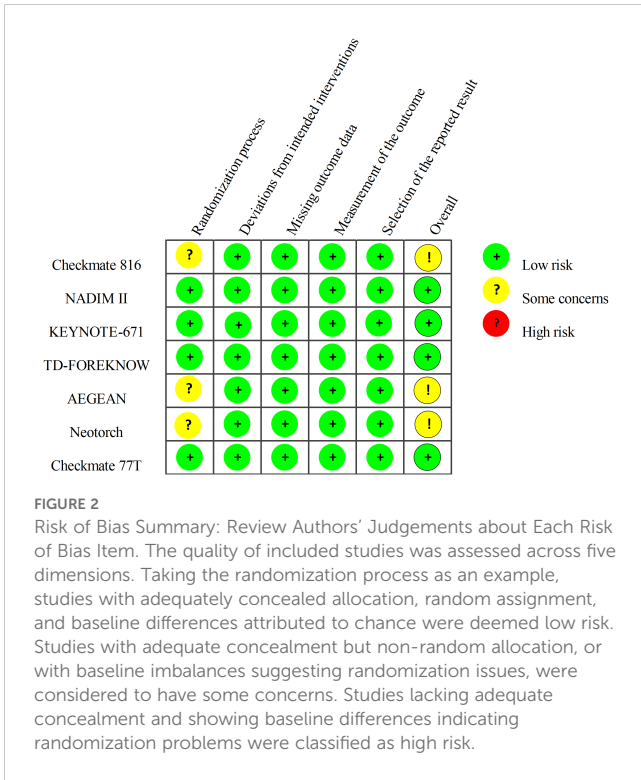 Randomization process
Deviations from intended interventions
Missing outcome data
Measurement of the outcome
Selection of the reported result
Overall
Checkmate 816 ? + + + + !
NADIM II + + + + + +
KEYNOTE-671 + + + + + +
TD-FOREKNOW + + + + + +
AEGEAN ? + + + + !
Neotorch ? + + + + !
Checkmate 77T + + + + + +
+ Low risk
? Some concerns
? High risk
FIGURE 2
Risk of Bias Summary: Review Authors’ Judgements about Each Risk
of Bias Item. The quality of included studies was assessed across five
dimensions. Taking the randomization process as an example,
studies with adequately concealed allocation, random assignment,
and baseline differences attributed to chance were deemed low risk.
Studies with adequate concealment but non-random allocation, or
with baseline imbalances suggesting randomization issues, were
considered to have some concerns. Studies lacking adequate
concealment and showing baseline differences indicating
randomization problems were classified as high risk.